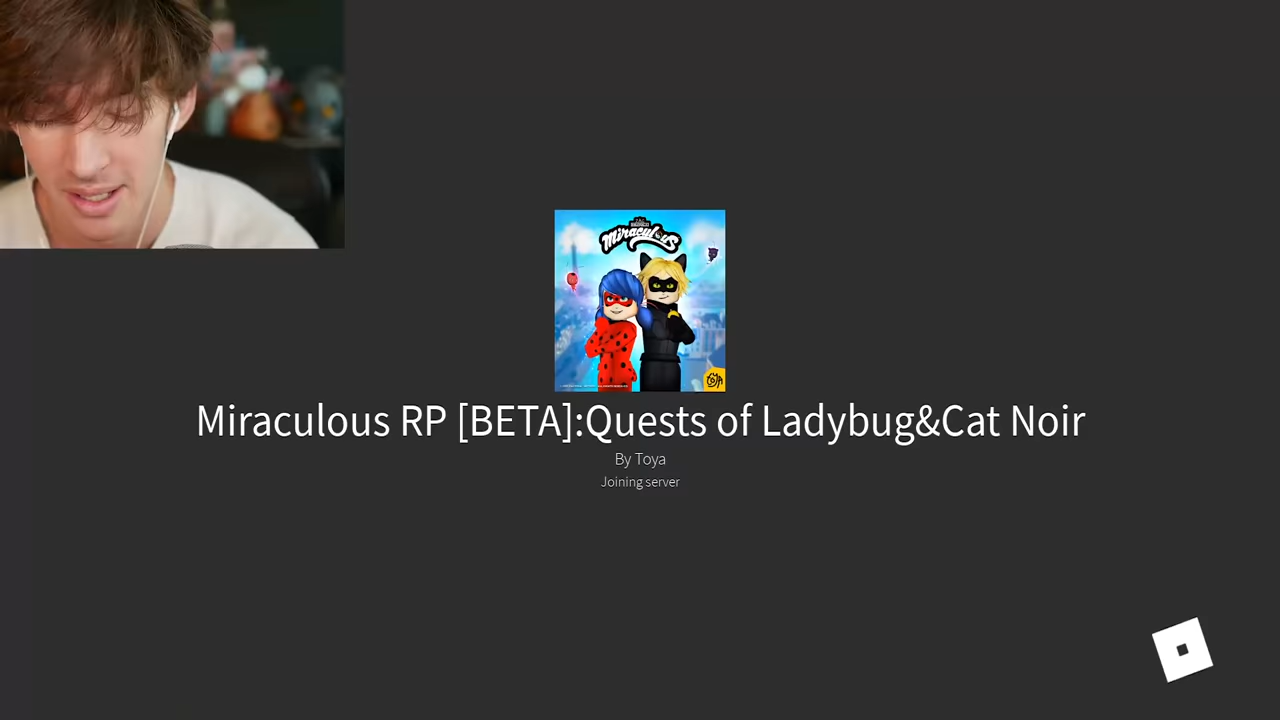 Miraculous
Miraculous RP [BETA]:Quests of Ladybug&Cat Noir
By Toya
Joining server